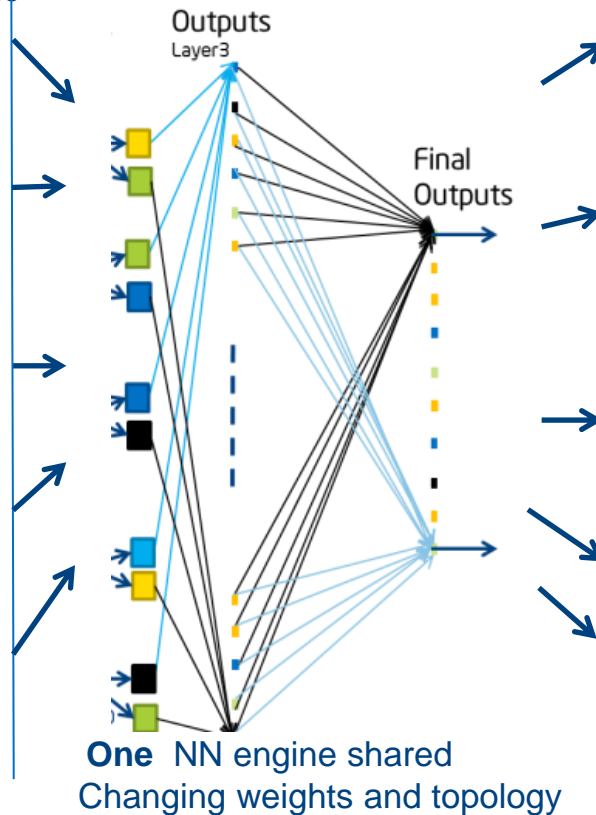 Outputs
Layer3
Final
Outputs
One NN engine shared
Changing weights and topology